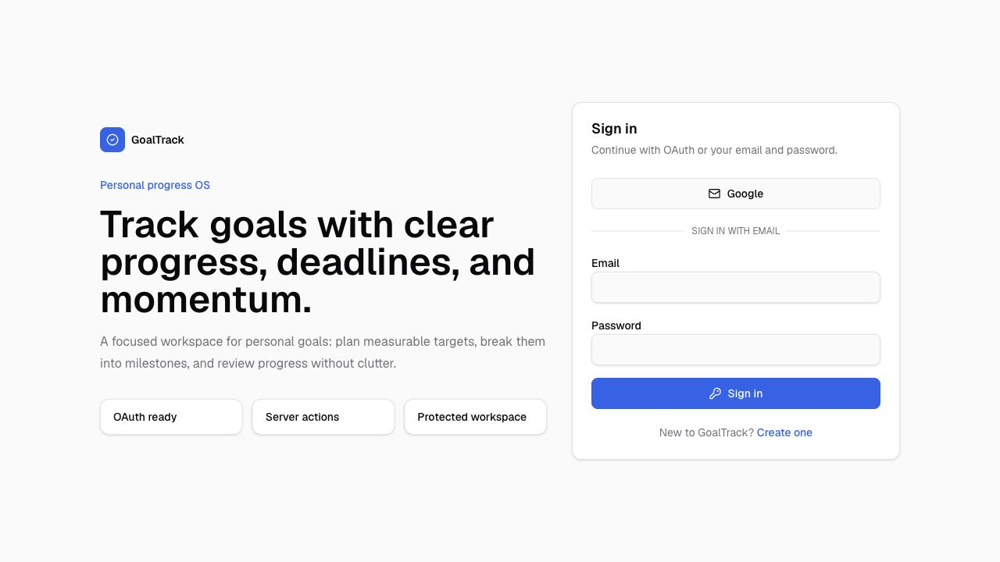 GoalTrack
Personal progress OS
Track goals with clear
progress, deadlines, and
momentum.
A focused workspace for personal goals: plan measurable targets, break them
into milestones, and review progress without clutter.
OAuth ready
Server actions
Protected workspace
Sign in
Continue with OAuth or your email and password.
Google
SIGN IN WITH EMAIL
Email
Password
Sign in
New to GoalTrack? Create one